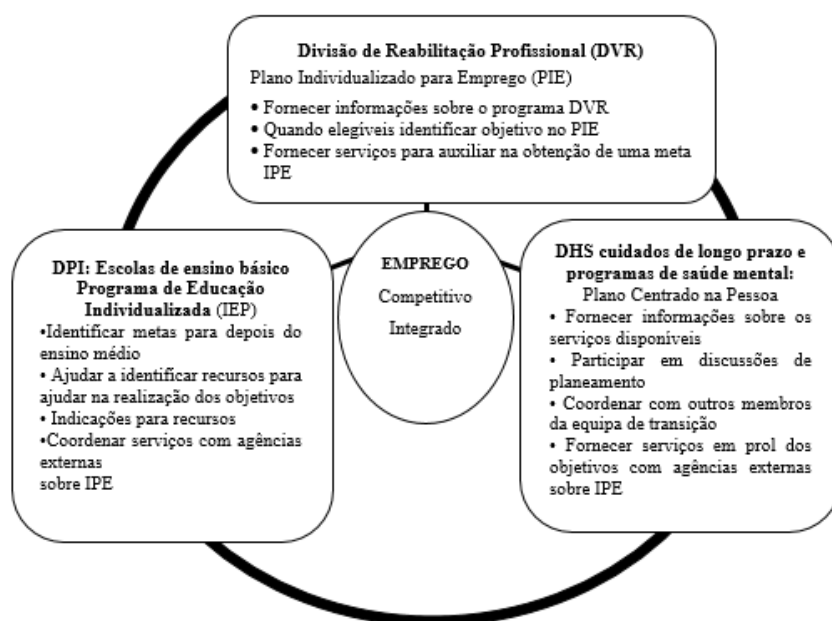 Divisão de Reabilitação Profissional (DVR)
Plano Individualizado para Emprego (PIE)
• Fornecer informações sobre o programa DVR
• Quando elegíveis identificar objetivo no PIE
• Fornecer serviços para auxiliar na obtenção de uma meta
IPE
EMPREGO
Competitivo
Integrado
DPI: Escolas de ensino básico
Programa de Educação
Individualizada (IEP)
•Identificar metas para depois do
ensino médio
• Ajudar a identificar recursos para
ajudar na realização dos objetivos
• Indicações para recursos
•Coordenar serviços com agências
externas
sobre IPE
DHS cuidados de longo prazo e
programas de saúde mental:
Plano Centrado na Pessoa
• Fornecer informações sobre os
serviços disponíveis
• Participar em discussões de
planeamento
• Coordenar com outros membros
da equipa de transição
• Fornecer serviços em prol dos
objetivos com agências externas
sobre IPE